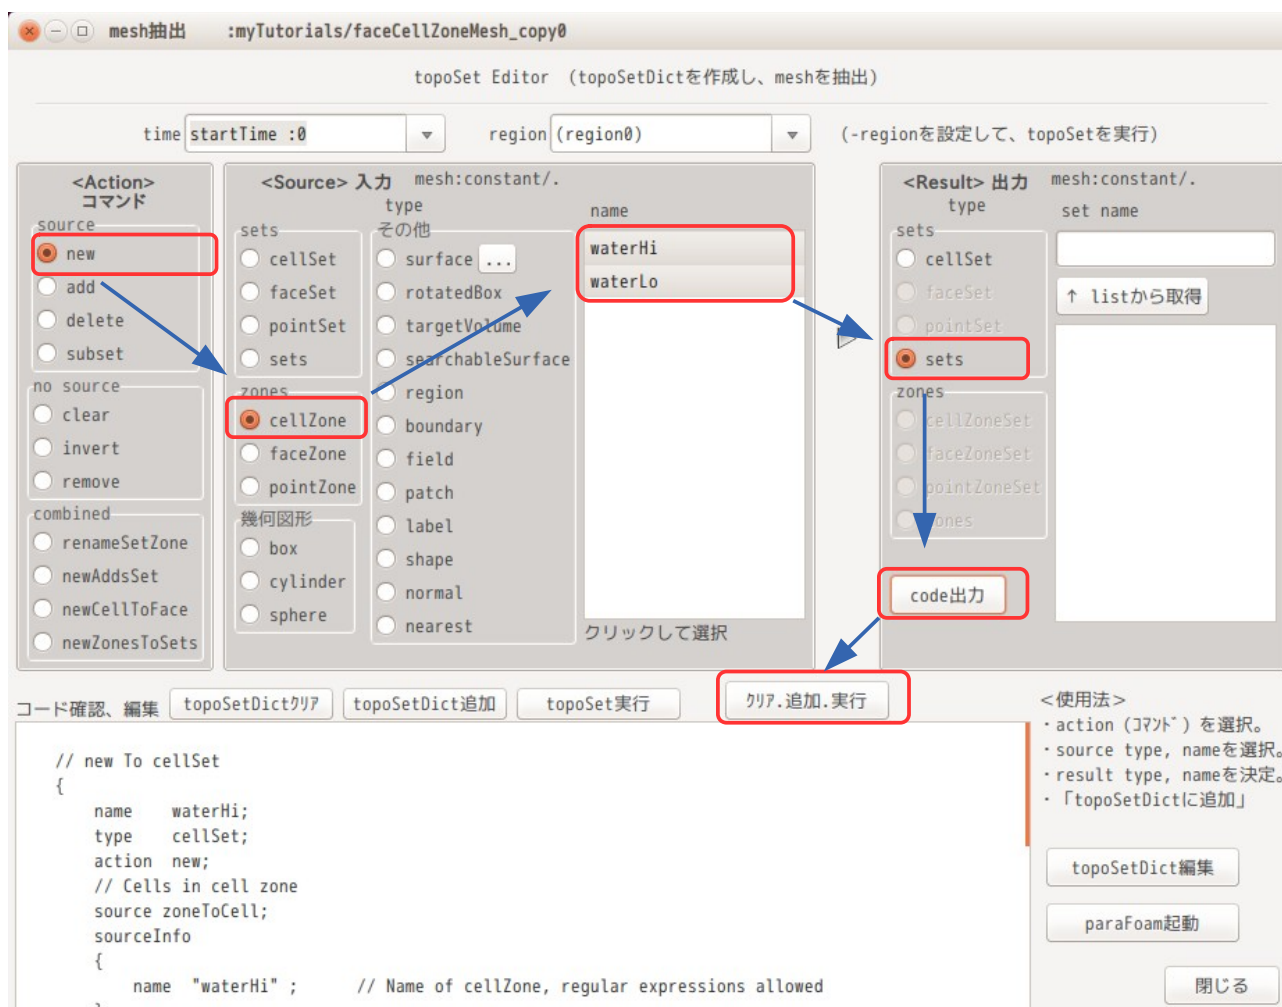 mesh抽出 :myTutorials/faceCellZoneMesh_copy0
topoSet Editor (topoSetDictを作成し、meshを抽出)
time startTime :0 region (region0) (-regionを設定して、topoSetを実行)
<Action>
コマンド
source
new
add
delete
subset
no source
clear
invert
remove
combined
renameSetZone
newAddsSet
newCellToFace
newZonesToSets
<Source> 入力 mesh:constant/.
type
sets
cellSet
faceSet
pointSet
sets
zones
cellZone
faceZone
pointZone
幾何図形
box
cylinder
sphere
その他
surface ...
rotatedBox
targetVolume
searchableSurface
region
boundary
field
patch
label
shape
normal
nearest
name
waterHi
waterLo
クリックして選択
<Result> 出力 mesh:constant/.
type
sets
cellSet
faceSet
pointSet
sets
zones
cellZoneSet
faceZoneSet
pointZoneSet
zones
code出力
set name
↑ listから取得
コード確認、編集 topoSetDictｸﾘｱ topoSetDict追加 topoSet実行 ｸﾘｱ.追加.実行
// new To cellSet
{
name waterHi;
type cellSet;
action new;
// Cells in cell zone
source zoneToCell;
sourceInfo
{
name "waterHi" ; // Name of cellZone, regular expressions allowed
<使用法>
・action (ｺﾏﾝﾄﾞ) を選択。
・source type, nameを選択。
・result type, nameを決定。
・「topoSetDictに追加」
topoSetDict編集
paraFoam起動
閉じる